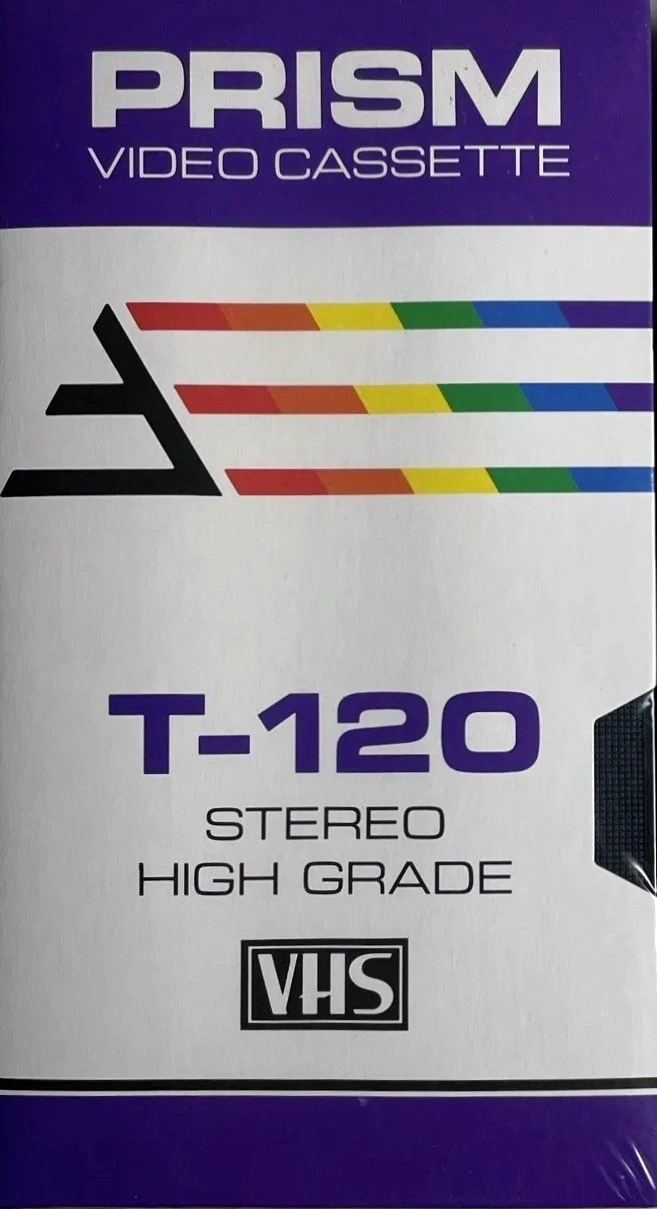 PRISM
VIDEO CASSETTE
T-120
STEREO
HIGH GRADE
VHS